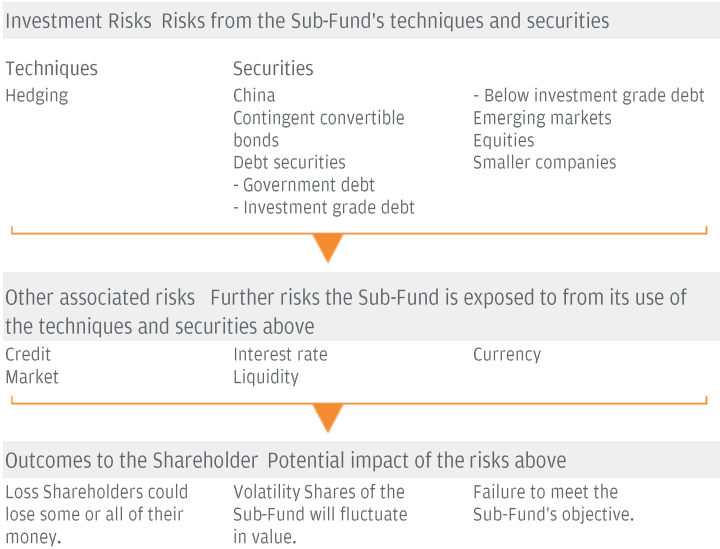 Investment Risks Risks from the Sub-Fund's techniques and securities
Techniques
Hedging
Securities
China
Contingent convertible
bonds
Debt securities
- Government debt
- Investment grade debt
- Below investment grade debt
Emerging markets
Equities
Smaller companies
Other associated risks Further risks the Sub-Fund is exposed to from its use of
the techniques and securities above
Credit
Market
Interest rate
Liquidity
Currency
Outcomes to the Shareholder Potential impact of the risks above
Loss Shareholders could
lose some or all of their
money.
Volatility Shares of the
Sub-Fund will fluctuate
in value.
Failure to meet the
Sub-Fund's objective.